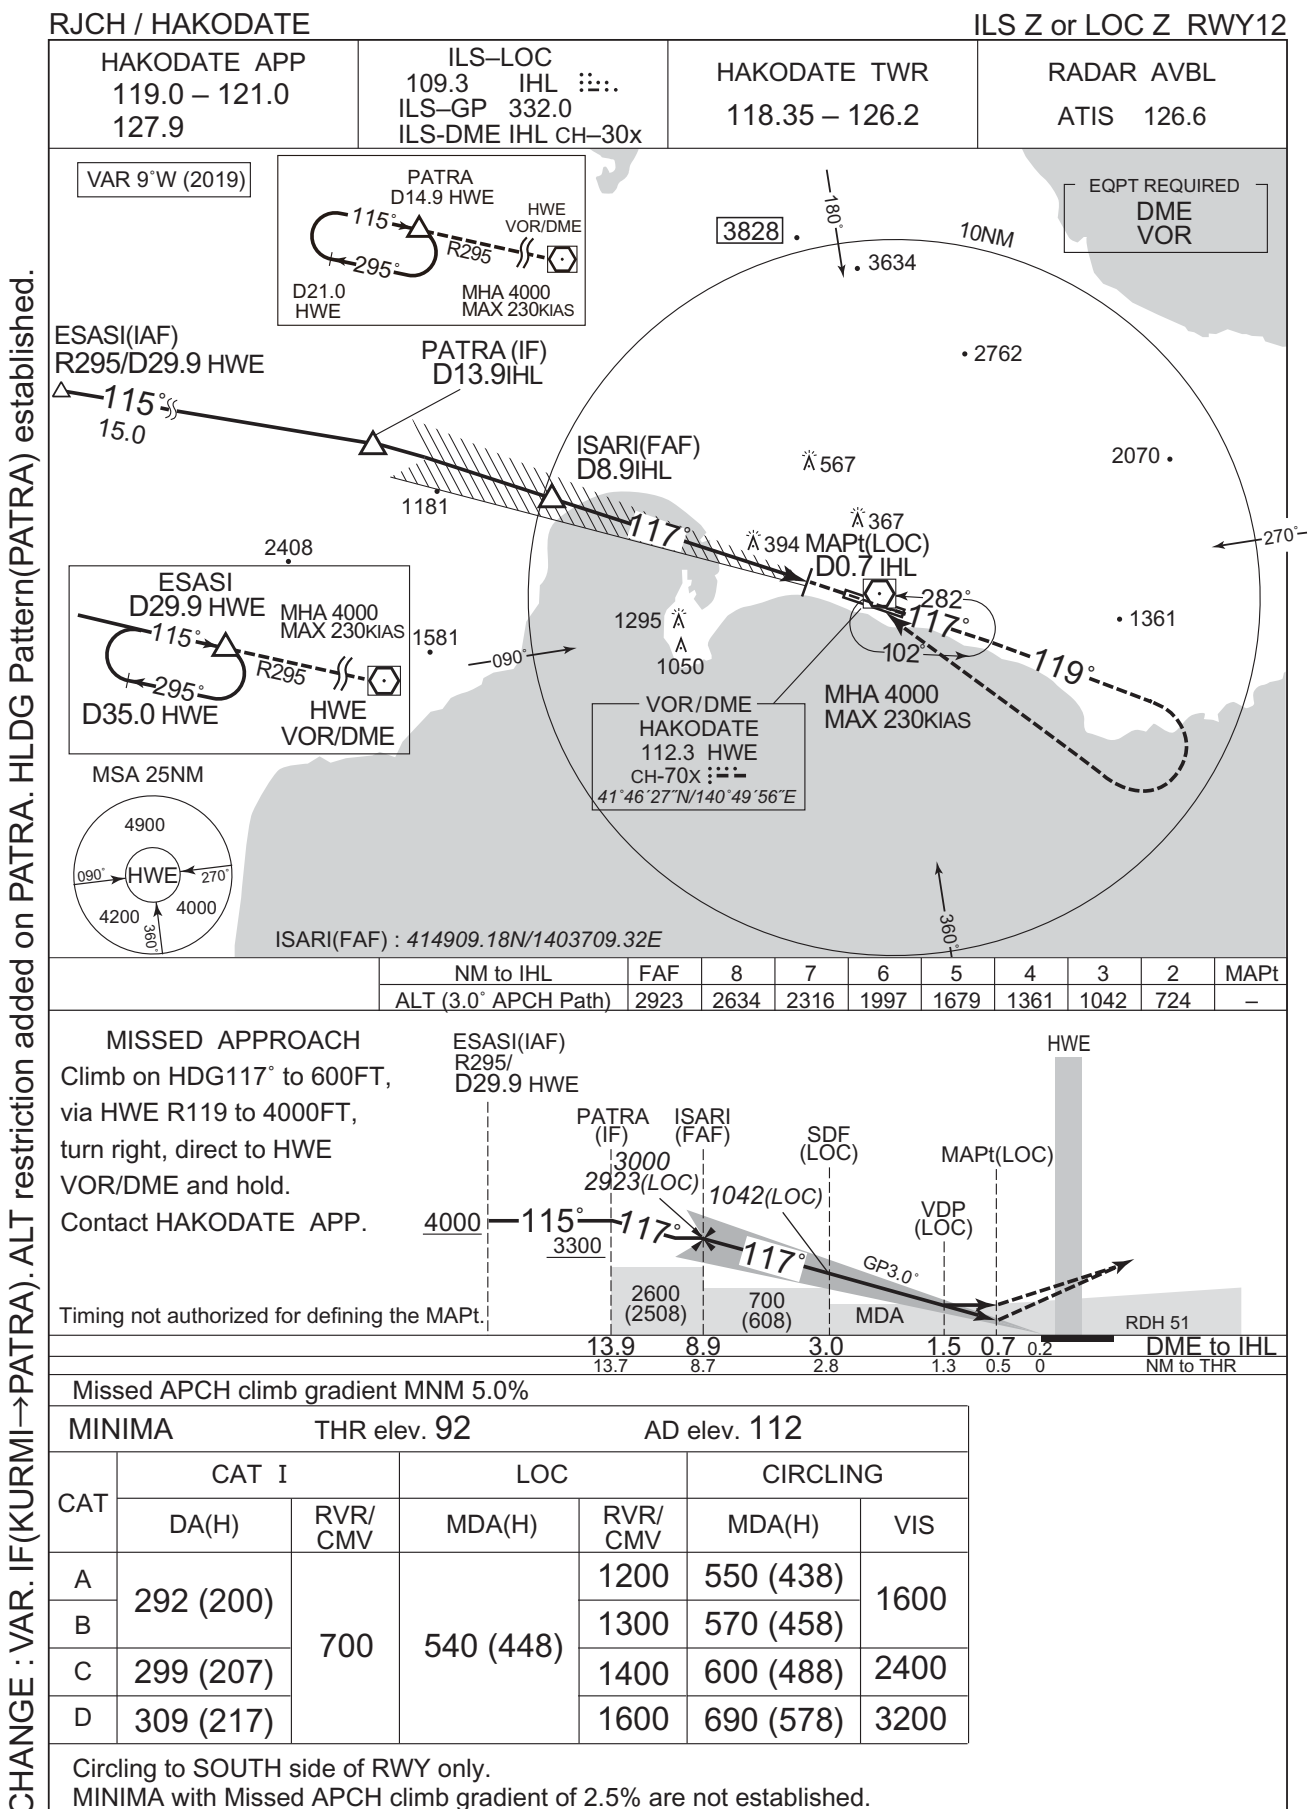 RJCH / HAKODATE
ILS Z or LOC Z RWY12
HAKODATE APP
119.0 – 121.0
127.9
ILS–LOC
109.3 IHL
ILS–GP 332.0
ILS-DME IHL CH–30x
HAKODATE TWR
118.35 – 126.2
RADAR AVBL
ATIS 126.6
VAR 9°W (2019)
PATRA
D14.9 HWE
HWE
VOR/DME
115°
R295
295°
D21.0
HWE
MHA 4000
MAX 230KIAS
EQPT REQUIRED
DME
VOR
180°
10NM
3828
3634
2762
2070
270°
ESASI(IAF)
R295/D29.9 HWE
115°
15.0
PATRA (IF)
D13.9IHL
ISARI(FAF)
D8.9IHL
1181
117°
567
367
394
MAPt(LOC)
D0.7 IHL
282°
117°
102°
119°
1361
2408
ESASI
D29.9 HWE
MHA 4000
MAX 230KIAS
115°
R295
295°
D35.0 HWE
HWE
VOR/DME
1581
090°
1295
1050
MHA 4000
MAX 230KIAS
VOR/DME
HAKODATE
112.3 HWE
CH-70X
41°46´27˝N/140°49´56˝E
MSA 25NM
4900
090°
HWE
270°
4200
4000
360°
360°
ISARI(FAF) : 414909.18N/1403709.32E
NM to IHL FAF 8 7 6 5 4 3 2 MAPt
ALT (3.0° APCH Path) 2923 2634 2316 1997 1679 1361 1042 724 –
MISSED APPROACH
Climb on HDG117° to 600FT,
via HWE R119 to 4000FT,
turn right, direct to HWE
VOR/DME and hold.
Contact HAKODATE APP.
Timing not authorized for defining the MAPt.
ESASI(IAF)
R295/
D29.9 HWE
HWE
PATRA
(IF)
ISARI
(FAF)
SDF
(LOC)
MAPt(LOC)
3000
2923(LOC)
1042(LOC)
VDP
(LOC)
4000
115°
117°
3300
117°
GP3.0°
2600
(2508)
700
(608)
MDA
RDH 51
13.9 8.9 3.0 1.5 0.7 0.2 DME to IHL
13.7 8.7 2.8 1.3 0.5 0 NM to THR
Missed APCH climb gradient MNM 5.0%
MINIMA THR elev. 92 AD elev. 112
CAT
CAT I LOC CIRCLING
DA(H) RVR/CMV MDA(H) RVR/CMV MDA(H) VIS
A 292 (200) 700 540 (448) 1200 550 (438) 1600
B 1300 570 (458)
C 299 (207) 1400 600 (488) 2400
D 309 (217) 1600 690 (578) 3200
Circling to SOUTH side of RWY only.
MINIMA with Missed APCH climb gradient of 2.5% are not established.
CHANGE : VAR. IF(KURMI→PATRA). ALT restriction added on PATRA. HLDG Pattern(PATRA) established.